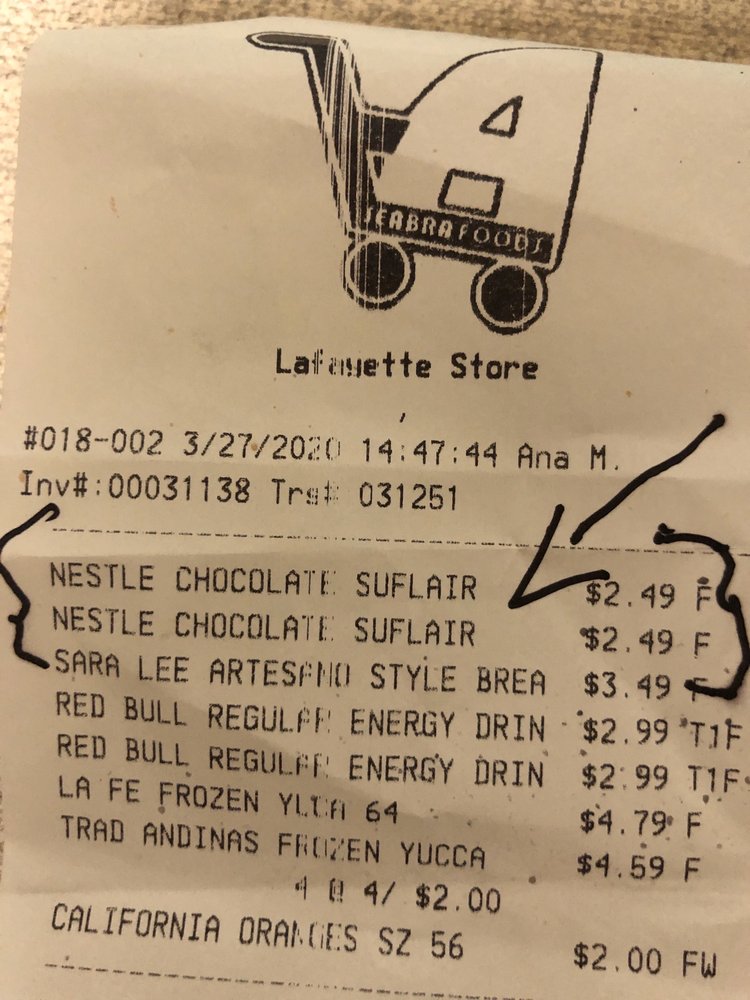 SEABRA FOODS
Lafayette Store
#018-002 3/27/2020 14:47:44 Ana M.
Inv#:00031138 Trs# 031251
NESTLE CHOCOLATE SUFLAIR $2.49 F
NESTLE CHOCOLATE SUFLAIR $2.49 F
SARA LEE ARTESANO STYLE BREA $3.49 F
RED BULL REGULAR ENERGY DRIN $2.99 T1F
RED BULL REGULAR ENERGY DRIN $2.99 T1F
LA FE FROZEN YUCA 64 $4.79 F
TRAD ANDINAS FROZEN YUCCA $4.59 F
4 @ 4/ $2.00
CALIFORNIA ORANGES SZ 56 $2.00 FW